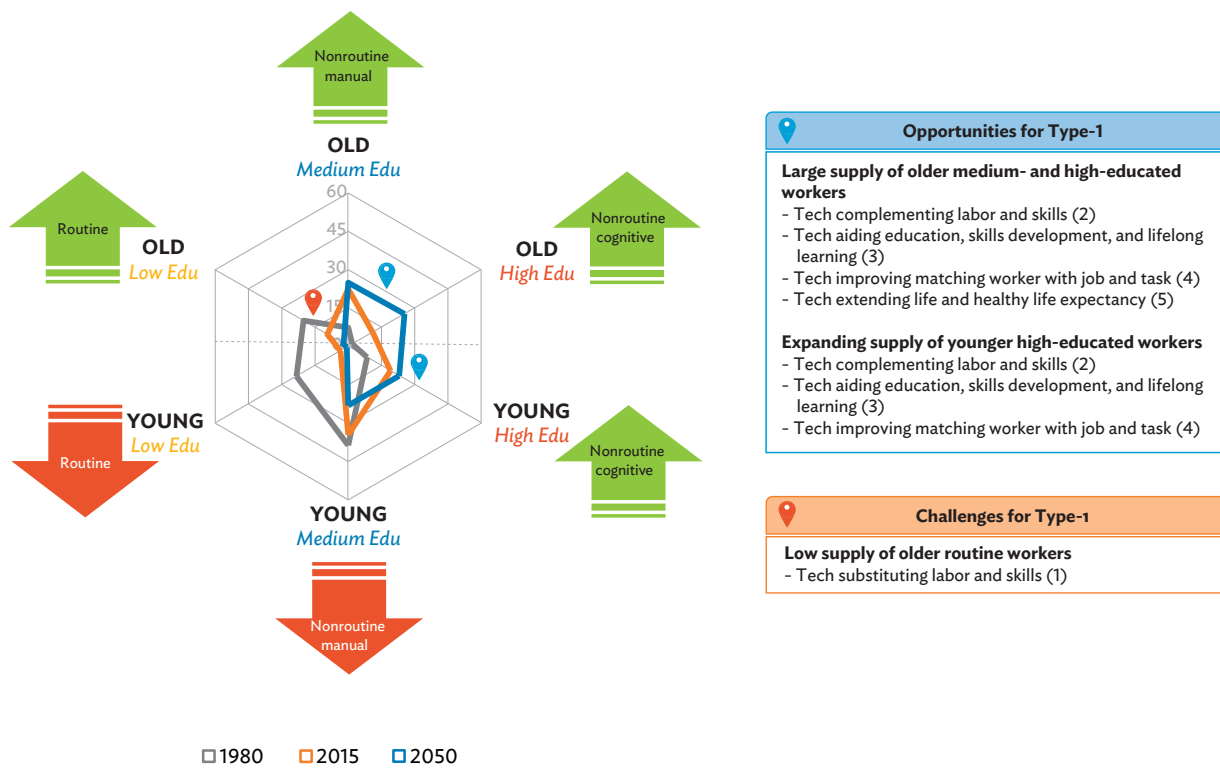 Nonroutine
manual
OLD
Medium Edu
Routine
OLD
Low Edu
Nonroutine
cognitive
OLD
High Edu
60
45
30
15
0
YOUNG
Low Edu
Routine
YOUNG
High Edu
Nonroutine
cognitive
YOUNG
Medium Edu
Nonroutine
manual
1980
2015
2050
Opportunities for Type-1
Large supply of older medium- and high-educated
workers
- Tech complementing labor and skills (2)
- Tech aiding education, skills development, and lifelong
learning (3)
- Tech improving matching worker with job and task (4)
- Tech extending life and healthy life expectancy (5)
Expanding supply of younger high-educated workers
- Tech complementing labor and skills (2)
- Tech aiding education, skills development, and lifelong
learning (3)
- Tech improving matching worker with job and task (4)
Challenges for Type-1
Low supply of older routine workers
- Tech substituting labor and skills (1)